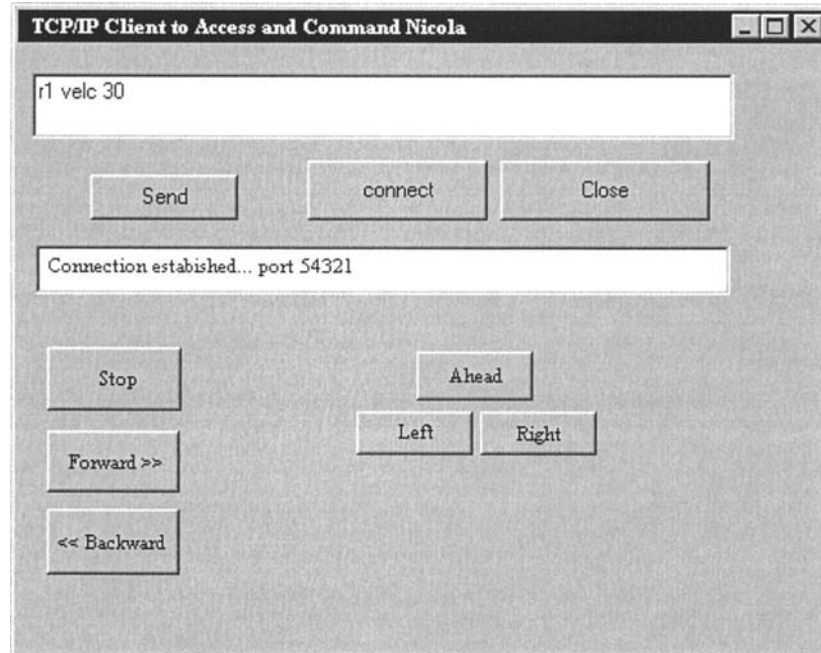 TCP/IP Client to Access and Command Nicola
r1 velc 30
Send
connect
Close
Connection estabished... port 54321
Stop
Ahead
Left
Right
Forward >>
<< Backward